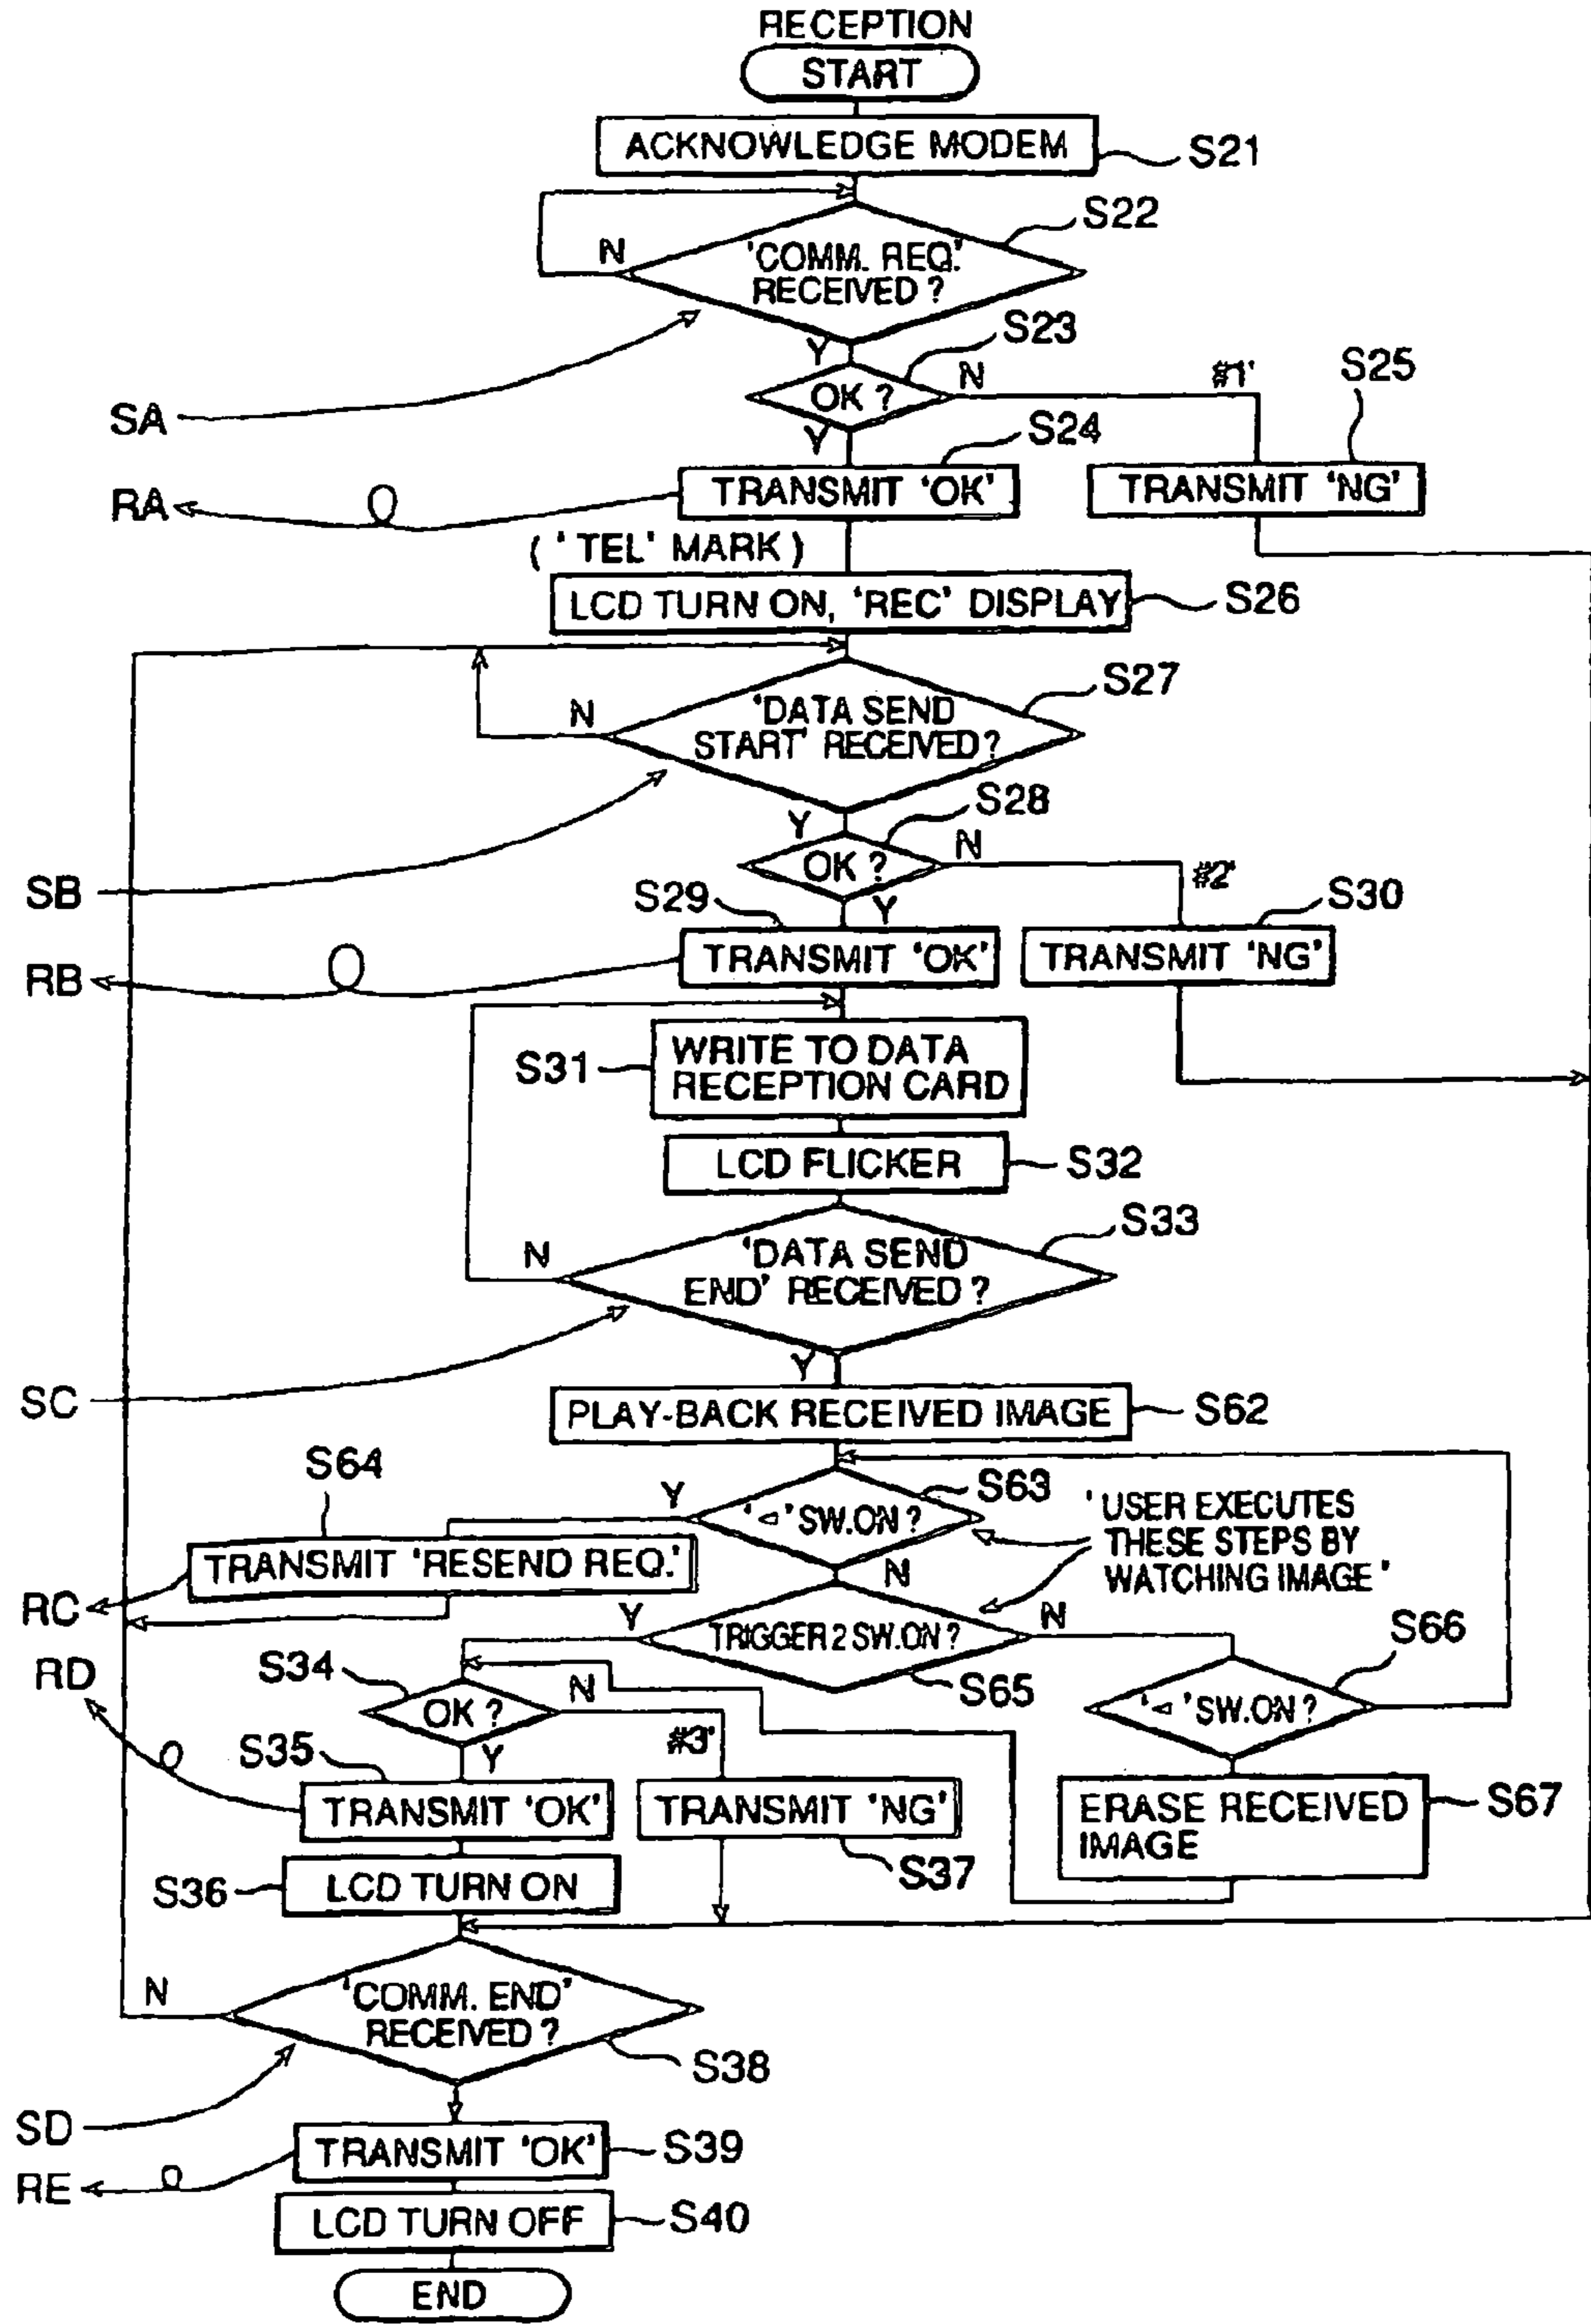 RECEPTION
START
ACKNOWLEDGE MODEM
S21
S22
N
'COMM. REQ.'
RECEIVED ?
S23
Y
OK ?
N
#1'
S25
SA
Y
S24
TRANSMIT 'OK'
TRANSMIT 'NG'
RA
( ' TEL' MARK )
LCD TURN ON, 'REC' DISPLAY
S26
S27
N
'DATA SEND
START' RECEIVED ?
S28
Y
OK ?
N
#2'
SB
S29
Y
S30
TRANSMIT 'OK'
TRANSMIT 'NG'
RB
S31
WRITE TO DATA
RECEPTION CARD
LCD FLICKER
S32
S33
N
'DATA SEND
END' RECEIVED ?
Y
SC
PLAY-BACK RECEIVED IMAGE
S62
S64
S63
Y
' ◃ ' SW.ON ?
' USER EXECUTES
THESE STEPS BY
WATCHING IMAGE '
TRANSMIT 'RESEND REQ.'
N
RC
Y
TRIGGER 2 SW.ON ?
N
S66
S65
RD
S34
OK ?
N
' ◃ ' SW.ON ?
#3'
S35
Y
TRANSMIT 'OK'
TRANSMIT 'NG'
ERASE RECEIVED
IMAGE
S67
S37
S36
LCD TURN ON
N
'COMM. END'
RECEIVED ?
S38
SD
TRANSMIT 'OK'
S39
RE
LCD TURN OFF
S40
END